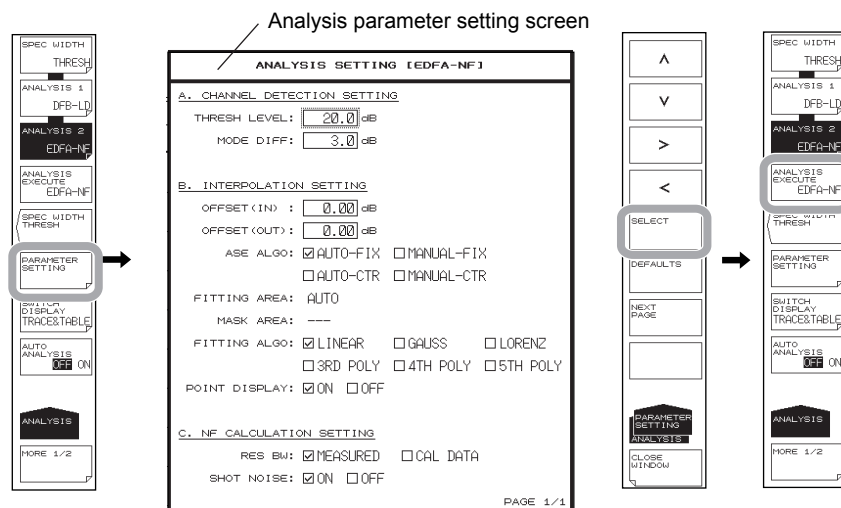 Analysis parameter setting screen
SPEC WIDTH
THRESH
ANALYSIS 1
DFB-LD
ANALYSIS 2
EDFA-NF
ANALYSIS
EXECUTE
EDFA-NF
SPEC WIDTH
THRESH
PARAMETER
SETTING
SWITCH
DISPLAY
TRACE&TABLE
AUTO
ANALYSIS
OFF ON
ANALYSIS
MORE 1/2
ANALYSIS SETTING [EDFA-NF]
A. CHANNEL DETECTION SETTING
THRESH LEVEL: 20.0 dB
MODE DIFF: 3.0 dB
B. INTERPOLATION SETTING
OFFSET(IN) : 0.00 dB
OFFSET(OUT): 0.00 dB
ASE ALGO: ☑AUTO-FIX ☐MANUAL-FIX
☐AUTO-CTR ☐MANUAL-CTR
FITTING AREA: AUTO
MASK AREA: ---
FITTING ALGO: ☑LINEAR ☐GAUSS ☐LORENZ
☐3RD POLY ☐4TH POLY ☐5TH POLY
POINT DISPLAY: ☑ON ☐OFF
C. NF CALCULATION SETTING
RES BW: ☑MEASURED ☐CAL DATA
SHOT NOISE: ☑ON ☐OFF
PAGE 1/1
SELECT
DEFAULTS
NEXT
PAGE
PARAMETER
SETTING
ANALYSIS
CLOSE
WINDOW
SPEC WIDTH
THRESH
ANALYSIS 1
DFB-LD
ANALYSIS 2
EDFA-NF
ANALYSIS
EXECUTE
EDFA-NF
SPEC WIDTH
THRESH
PARAMETER
SETTING
SWITCH
DISPLAY
TRACE&TABLE
AUTO
ANALYSIS
OFF ON
ANALYSIS
MORE 1/2